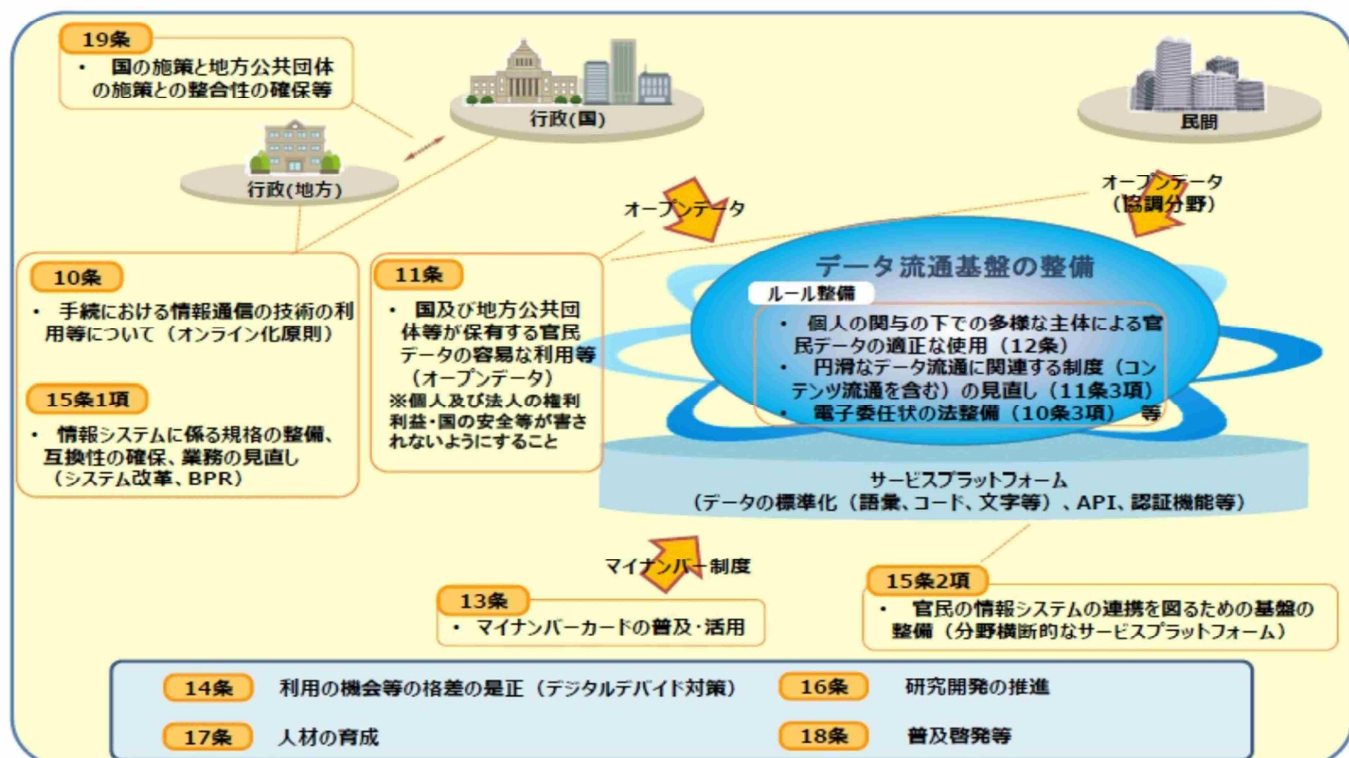 19条
・ 国の施策と地方公共団体
の施策との整合性の確保等
行政(国)
民間
行政(地方)
オープンデータ
オープンデータ
(協調分野)
10条
・ 手続における情報通信の技術の利
用等について(オンライン化原則)
15条1項
・ 情報システムに係る規格の整備、
互換性の確保、業務の見直し
(システム改革、BPR)
11条
・ 国及び地方公共団
体等が保有する官民
データの容易な利用等
(オープンデータ)
※個人及び法人の権利
利益・国の安全等が害さ
れないようにすること
データ流通基盤の整備
ルール整備
・ 個人の関与の下での多様な主体による官
民データの適正な使用(12条)
・ 円滑なデータ流通に関連する制度(コン
テンツ流通を含む)の見直し(11条3項)
・ 電子委任状の法整備(10条3項) 等
サービスプラットフォーム
(データの標準化(語彙、コード、文字等)、API、認証機能等)
マイナンバー制度
13条
・ マイナンバーカードの普及・活用
15条2項
・ 官民の情報システムの連携を図るための基盤の
整備(分野横断的なサービスプラットフォーム)
14条 利用の機会等の格差の是正(デジタルデバイド対策)
16条 研究開発の推進
17条 人材の育成
18条 普及啓発等